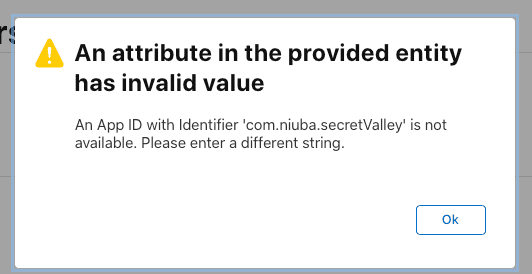 An attribute in the provided entity
has invalid value
An App ID with Identifier 'com.niuba.secretValley' is not
available. Please enter a different string.
Ok